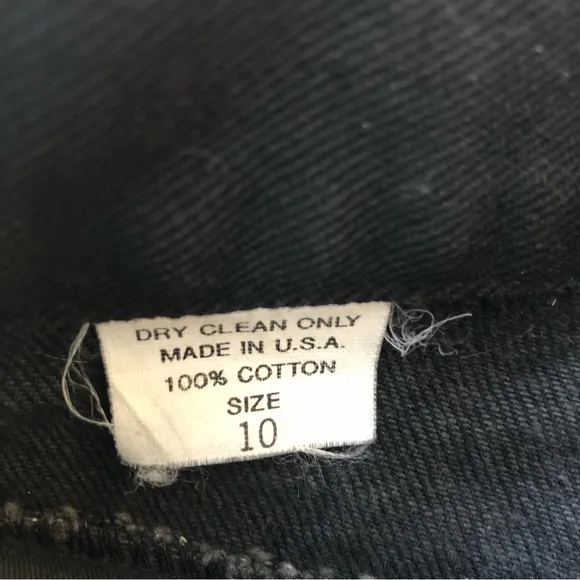 DRY CLEAN ONLY
MADE IN U.S.A.
100% COTTON
SIZE
10